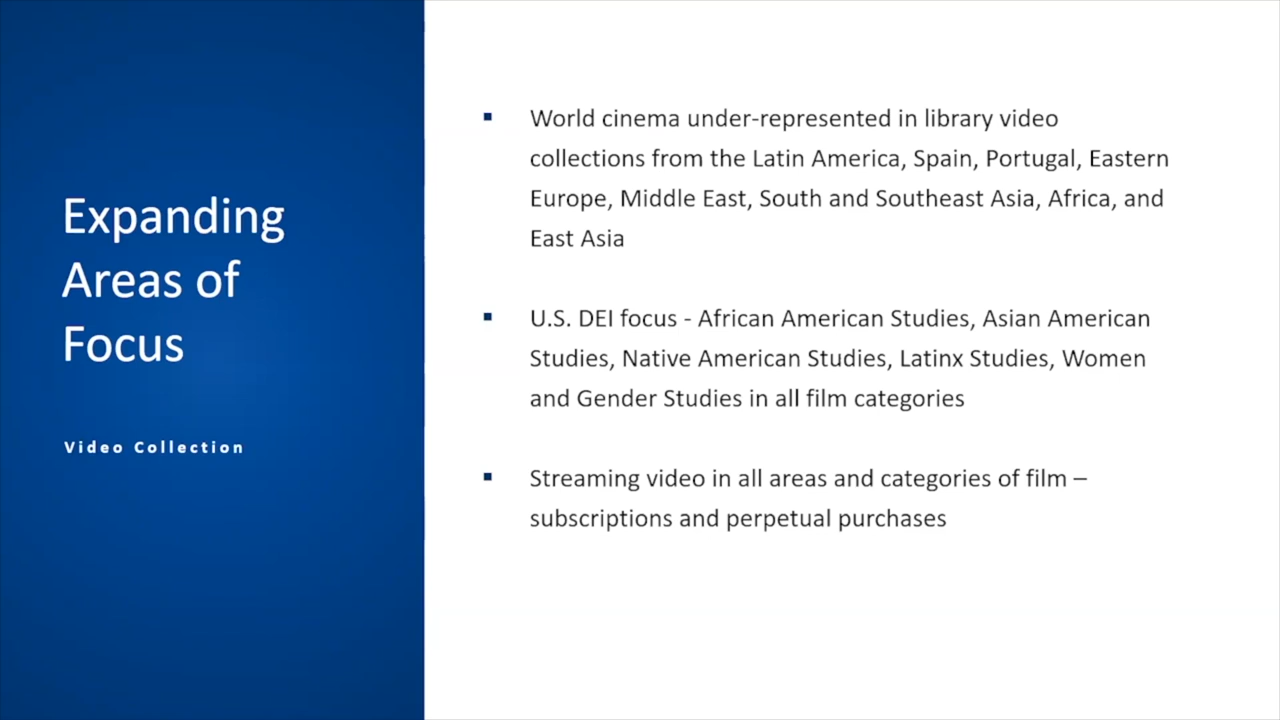 Expanding
Areas of
Focus
Video Collection
▪ World cinema under-represented in library video
collections from the Latin America, Spain, Portugal, Eastern
Europe, Middle East, South and Southeast Asia, Africa, and
East Asia
▪ U.S. DEI focus - African American Studies, Asian American
Studies, Native American Studies, Latinx Studies, Women
and Gender Studies in all film categories
▪ Streaming video in all areas and categories of film –
subscriptions and perpetual purchases